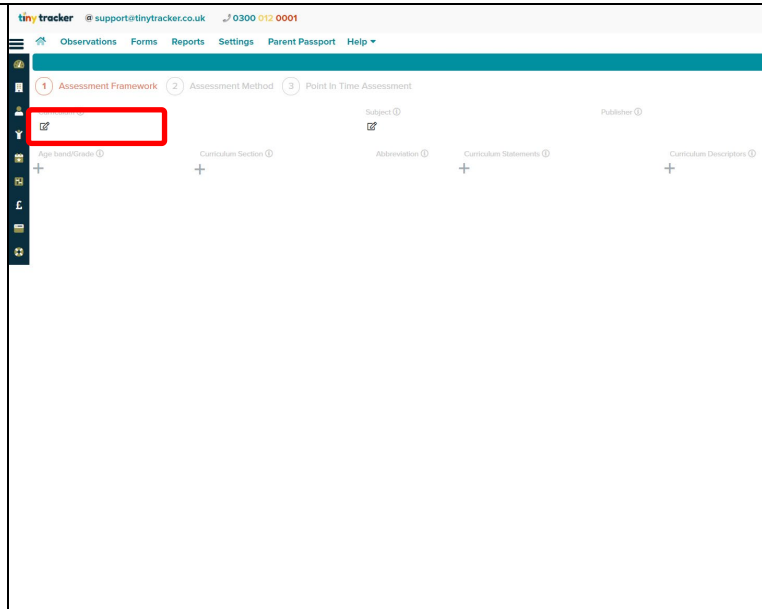 tiny tracker @ support@tinytracker.co.uk 0300 012 0001
Observations Forms Reports Settings Parent Passport Help
1 Assessment Framework 2 Assessment Method 3 Point In Time Assessment
Subject Publisher
Age band/Grade Curriculum Section Abbreviation Curriculum Statements Curriculum Descriptors
£